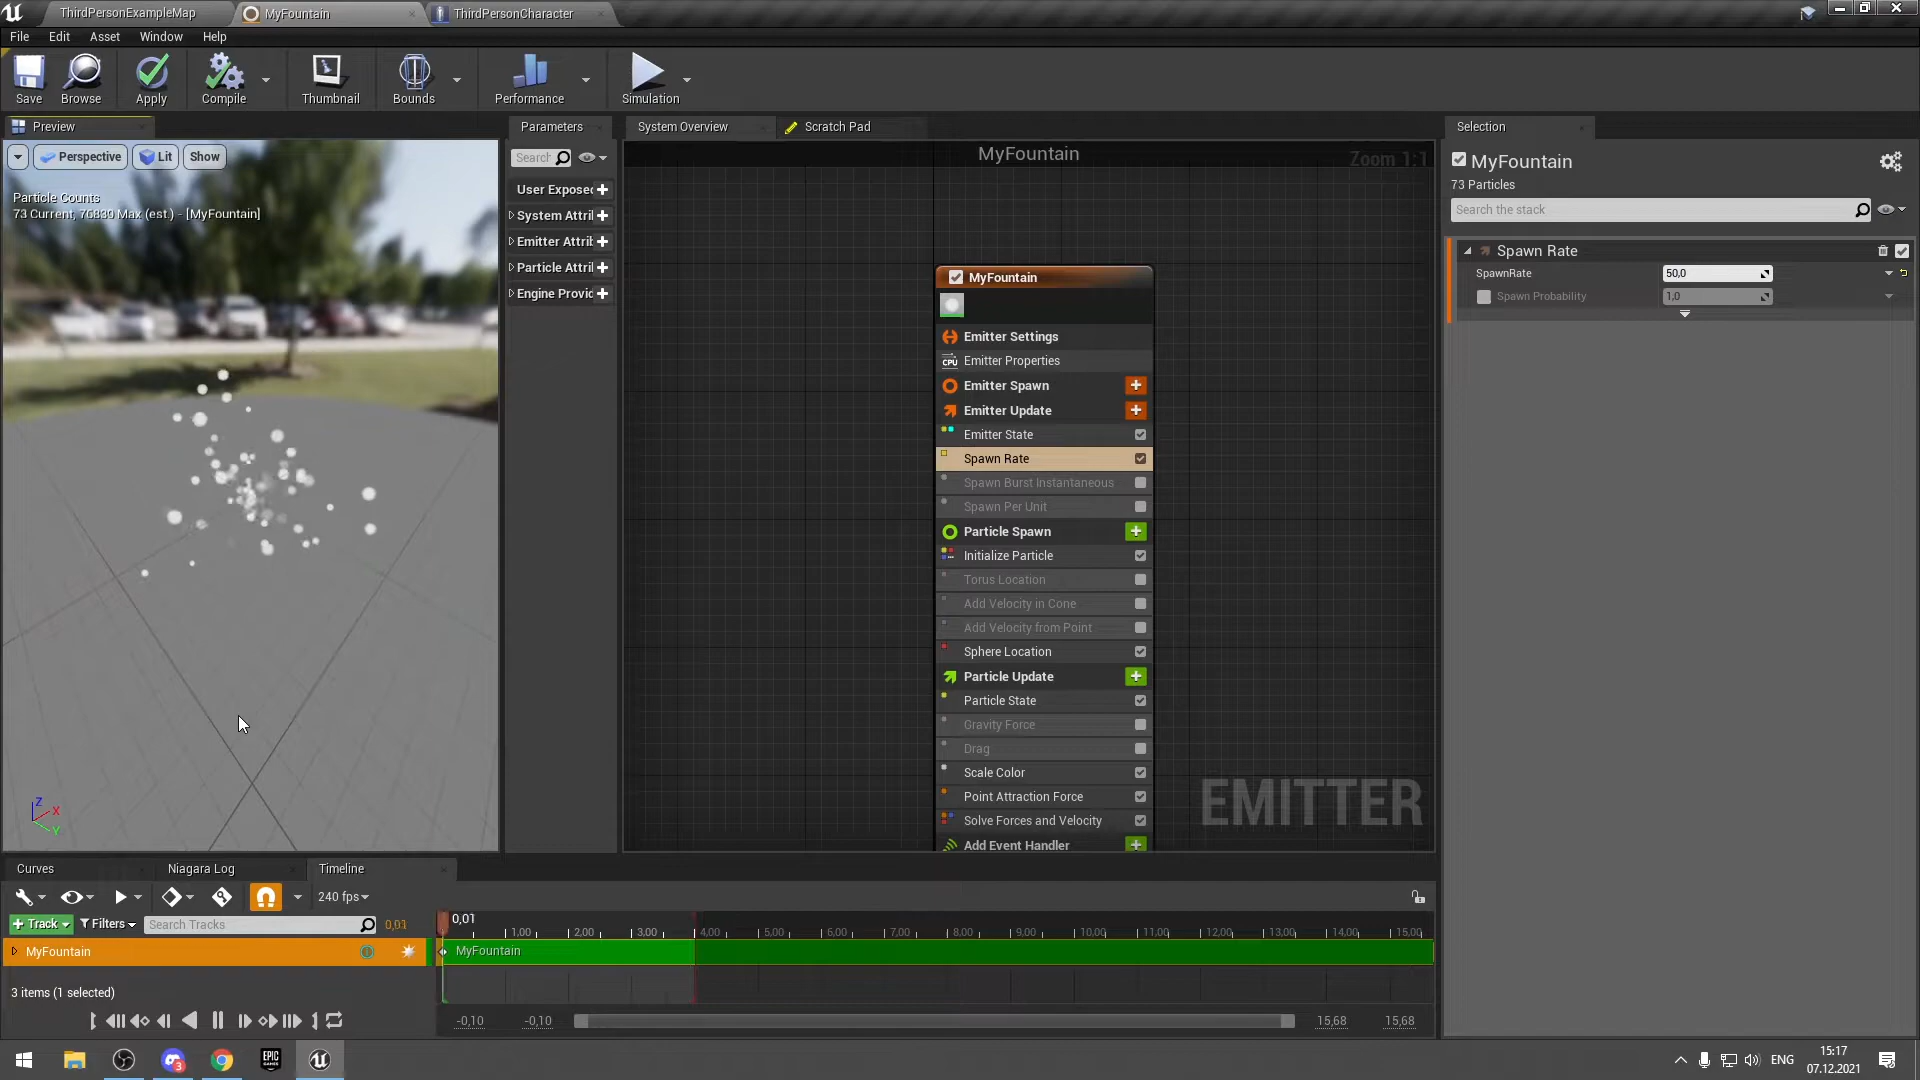 ThirdPersonExampleMap
MyFountain
ThirdPersonCharacter
File Edit Asset Window Help
Save
Browse
Apply
Compile
Thumbnail
Bounds
Performance
Simulation
Preview
Perspective
Lit
Show
Particle Counts
73 Current, 76830 Max (est.) - [MyFountain]
Z
X
Y
Parameters
Search
User Expose
System Attri
Emitter Attril
Particle Attril
Engine Provid
System Overview
Scratch Pad
MyFountain
Zoom 1:1
MyFountain
Emitter Settings
CPU Emitter Properties
Emitter Spawn
Emitter Update
Emitter State
Spawn Rate
Spawn Burst Instantaneous
Spawn Per Unit
Particle Spawn
Initialize Particle
Torus Location
Add Velocity in Cone
Add Velocity from Point
Sphere Location
Particle Update
Particle State
Gravity Force
Drag
Scale Color
Point Attraction Force
Solve Forces and Velocity
Add Event Handler
EMITTER
Selection
MyFountain
73 Particles
Search the stack
Spawn Rate
SpawnRate 50,0
Spawn Probability 1,0
Curves
Niagara Log
Timeline
240 fps
+ Track
Filters
Search Tracks
0,01
0,01
1,00 2,00 3,00 4,00 5,00 6,00 7,00 8,00 9,00 10,00 11,00 12,00 13,00 14,00 15,00
MyFountain
MyFountain
3 items (1 selected)
-0,10 -0,10 15,68 15,68
3
EPIC GAMES
ENG
15:17
07.12.2021